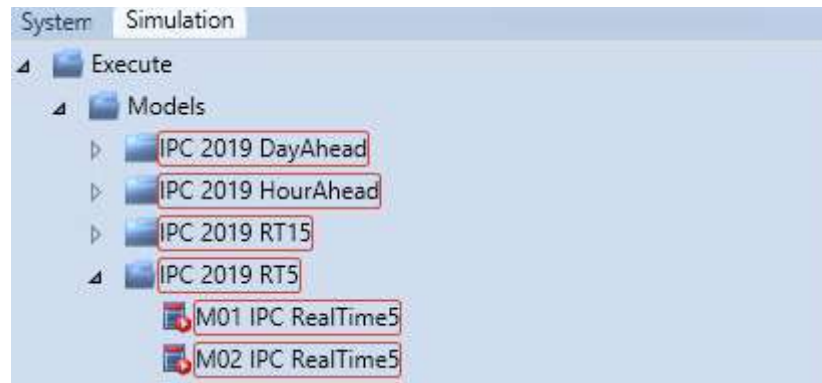 System Simulation
Execute
Models
IPC 2019 DayAhead
IPC 2019 HourAhead
IPC 2019 RT15
IPC 2019 RT5
M01 IPC RealTime5
M02 IPC RealTime5